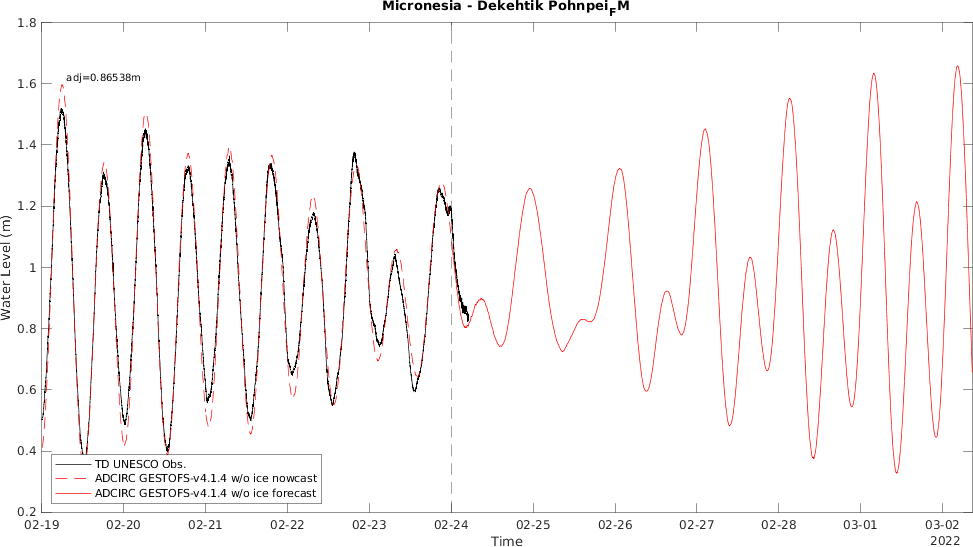 Micronesia - Dekehtik Pohnpei_FM
adj=0.86538m
Water Level (m)
1.8
1.6
1.4
1.2
1
0.8
0.6
0.4
0.2
TD UNESCO Obs.
ADCIRC GESTOFS-v4.1.4 w/o ice nowcast
ADCIRC GESTOFS-v4.1.4 w/o ice forecast
02-19 02-20 02-21 02-22 02-23 02-24 02-25 02-26 02-27 02-28 03-01 03-02
Time
2022